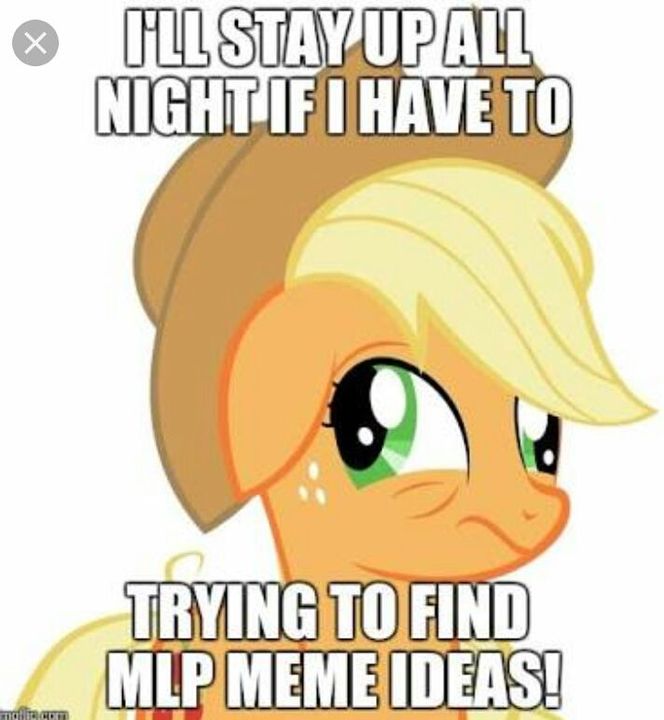 I'LL STAY UP ALL
NIGHT IF I HAVE TO
TRYING TO FIND
MLP MEME IDEAS!